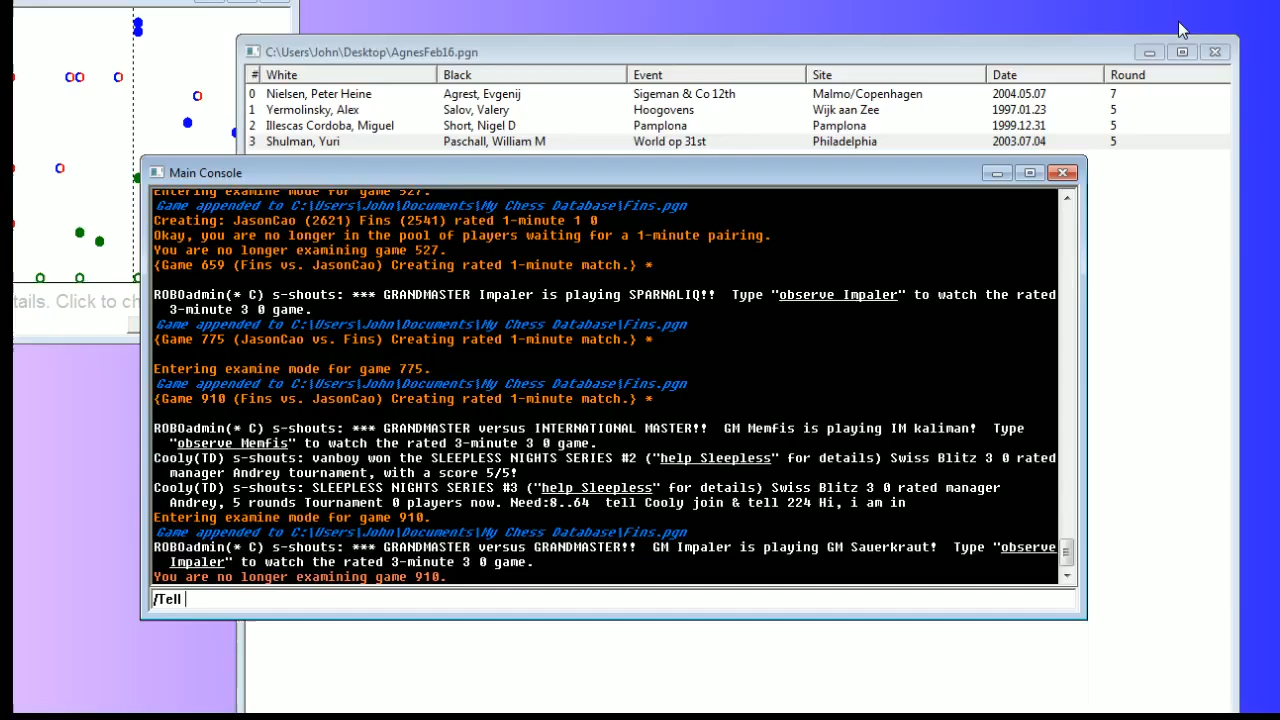 C:\Users\John\Desktop\AgnesFeb16.pgn
# White Black Event Site Date Round
0 Nielsen, Peter Heine Agrest, Evgenij Sigeman & Co 12th Malmo/Copenhagen 2004.05.07 7
1 Yermolinsky, Alex Salov, Valery Hoogovens Wijk aan Zee 1997.01.23 5
2 Illescas Cordoba, Miguel Short, Nigel D Pamplona Pamplona 1999.12.31 5
3 Shulman, Yuri Paschall, William M World op 31st Philadelphia 2003.07.04 5
tails. Click to ch
Main Console
Entering examine mode for game 527.
Game appended to C:\Users\John\Documents\My Chess Database\Fins.pgn
Creating: JasonCao (2621) Fins (2541) rated 1-minute 1 0
Okay, you are no longer in the pool of players waiting for a 1-minute pairing.
You are no longer examining game 527.
{Game 659 (Fins vs. JasonCao) Creating rated 1-minute match.} *
ROBOadmin(* C) s-shouts: *** GRANDMASTER Impaler is playing SPARNALIQ!! Type "observe Impaler" to watch the rated
3-minute 3 0 game.
Game appended to C:\Users\John\Documents\My Chess Database\Fins.pgn
{Game 775 (JasonCao vs. Fins) Creating rated 1-minute match.} *
Entering examine mode for game 775.
Game appended to C:\Users\John\Documents\My Chess Database\Fins.pgn
{Game 910 (Fins vs. JasonCao) Creating rated 1-minute match.} *
ROBOadmin(* C) s-shouts: *** GRANDMASTER versus INTERNATIONAL MASTER!! GM Memfis is playing IM kaliman! Type
"observe Memfis" to watch the rated 3-minute 3 0 game.
Cooly(TD) s-shouts: vanboy won the SLEEPLESS NIGHTS SERIES #2 ("help Sleepless" for details) Swiss Blitz 3 0 rated
manager Andrey tournament, with a score 5/5!
Cooly(TD) s-shouts: SLEEPLESS NIGHTS SERIES #3 ("help Sleepless" for details) Swiss Blitz 3 0 rated manager
Andrey, 5 rounds Tournament 0 players now. Need:8..64 tell Cooly join & tell 224 Hi, i am in
Entering examine mode for game 910.
Game appended to C:\Users\John\Documents\My Chess Database\Fins.pgn
ROBOadmin(* C) s-shouts: *** GRANDMASTER versus GRANDMASTER!! GM Impaler is playing GM Sauerkraut! Type "observe
Impaler" to watch the rated 3-minute 3 0 game.
You are no longer examining game 910.
/Tell